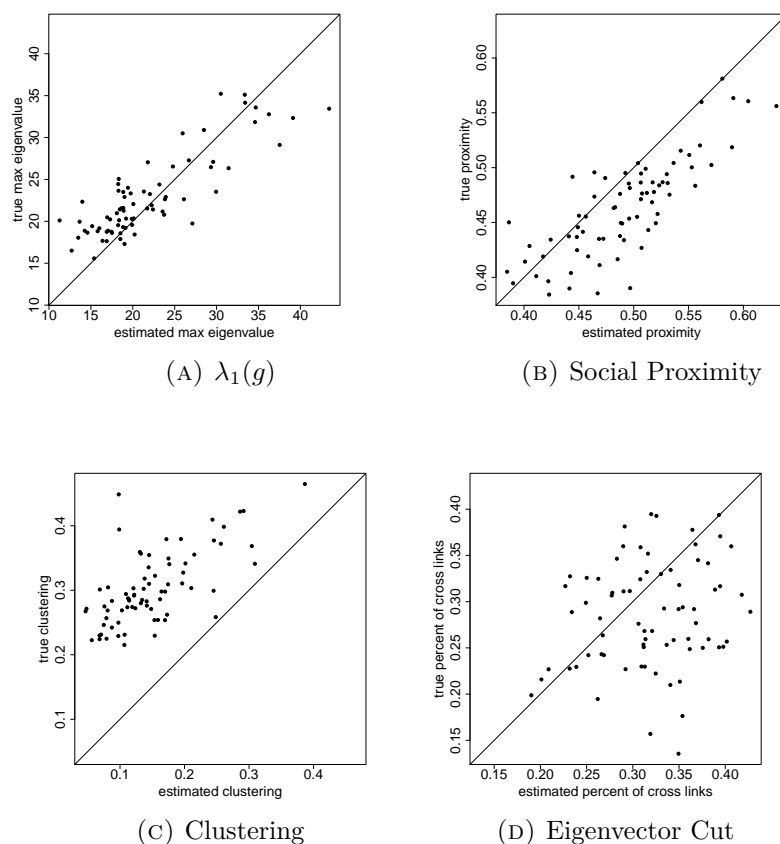 true max eigenvalue
10 15 20 25 30 35 40
10 15 20 25 30 35 40
estimated max eigenvalue
(A) λ₁(g)
true proximity
0.40 0.45 0.50 0.55 0.60
0.40 0.45 0.50 0.55 0.60
estimated proximity
(B) Social Proximity
true clustering
0.1 0.2 0.3 0.4
0.1 0.2 0.3 0.4
estimated clustering
(C) Clustering
true percent of cross links
0.15 0.20 0.25 0.30 0.35 0.40
0.15 0.20 0.25 0.30 0.35 0.40
estimated percent of cross links
(D) Eigenvector Cut